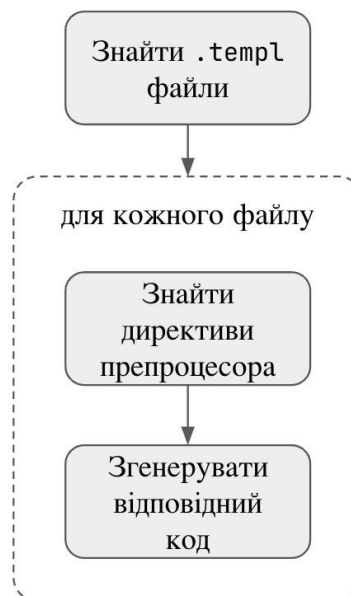 Знайти .templ
файли
для кожного файлу
Знайти
директиви
препроцесора
Згенерувати
відповідний
код